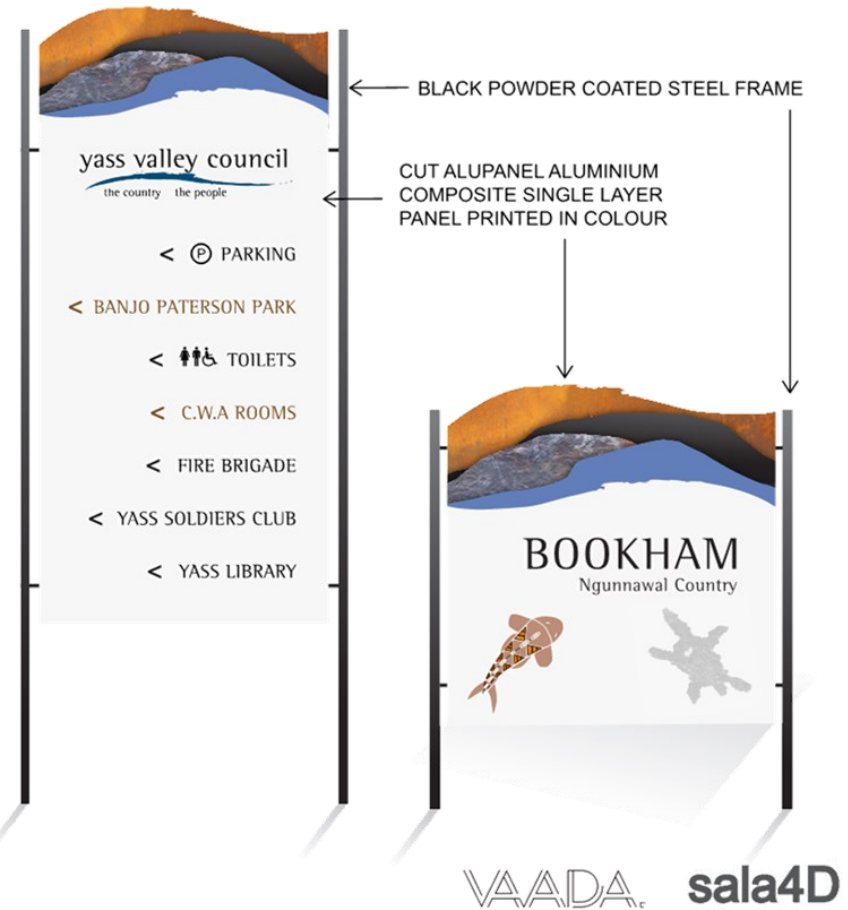 BLACK POWDER COATED STEEL FRAME
CUT ALUPANEL ALUMINIUM
COMPOSITE SINGLE LAYER
PANEL PRINTED IN COLOUR
yass valley council
the country the people
< P PARKING
< BANJO PATERSON PARK
< TOILETS
< C.W.A ROOMS
< FIRE BRIGADE
< YASS SOLDIERS CLUB
< YASS LIBRARY
BOOKHAM
Ngunnawal Country
VAADA.
sala4D